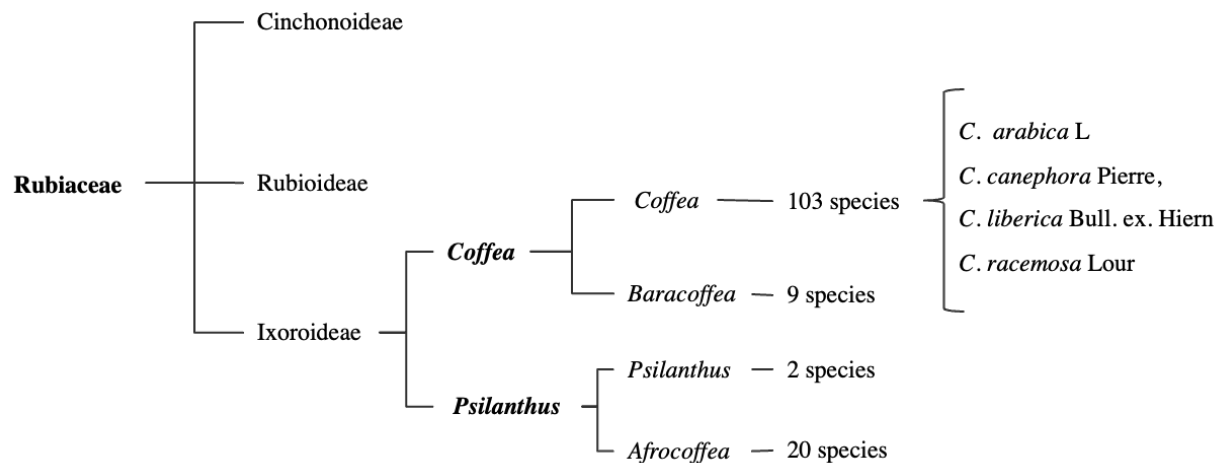 Cinchonoideae
C. arabica L
Rubiaceae
Rubioideae
C. canephora Pierre,
Coffea
103 species
C. liberica Bull. ex. Hiern
Coffea
C. racemosa Lour
Baracoffea
9 species
Ixoroideae
Psilanthus
2 species
Psilanthus
Afrocoffea
20 species